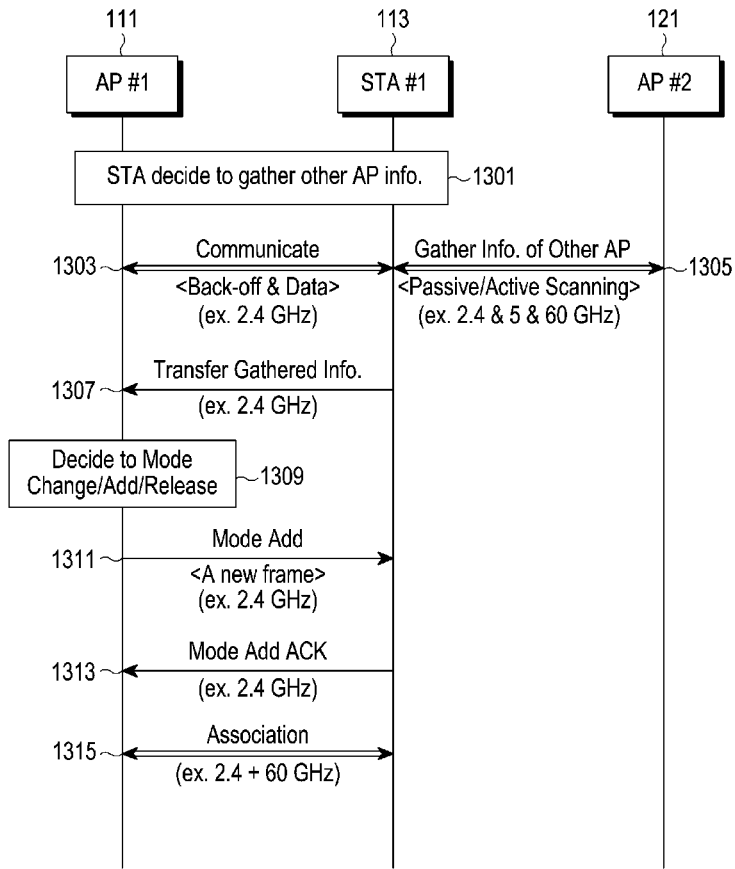 111
113
121
AP #1
STA #1
AP #2
STA decide to gather other AP info.
1301
Communicate
Gather Info. of Other AP
1303
1305
<Back-off & Data>
<Passive/Active Scanning>
(ex. 2.4 GHz)
(ex. 2.4 & 5 & 60 GHz)
Transfer Gathered Info.
1307
(ex. 2.4 GHz)
Decide to Mode
Change/Add/Release
1309
Mode Add
1311
<A new frame>
(ex. 2.4 GHz)
Mode Add ACK
1313
(ex. 2.4 GHz)
Association
1315
(ex. 2.4 + 60 GHz)